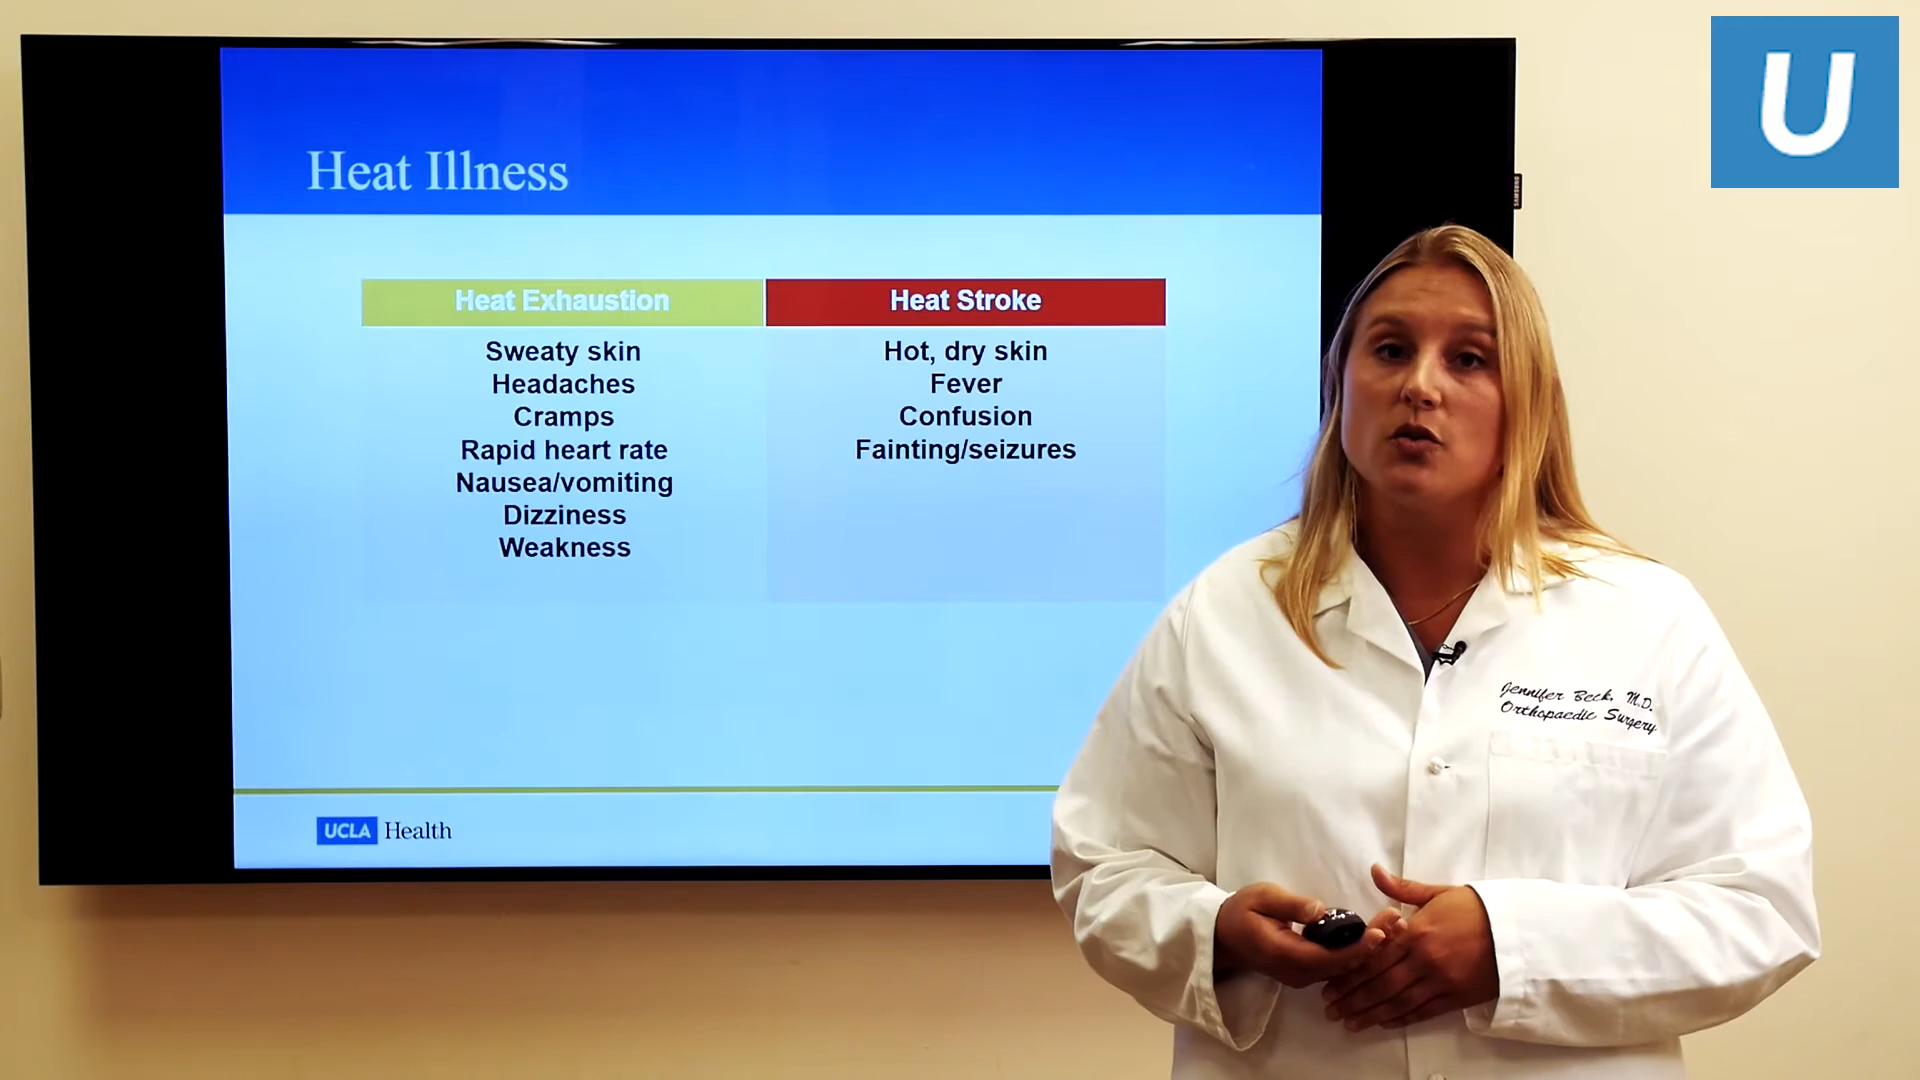 U
Heat Illness
Heat Exhaustion
Sweaty skin
Headaches
Cramps
Rapid heart rate
Nausea/vomiting
Dizziness
Weakness
Heat Stroke
Hot, dry skin
Fever
Confusion
Fainting/seizures
UCLA Health
SAMSUNG
Jennifer Beck, M.D.
Orthopaedic Surgery